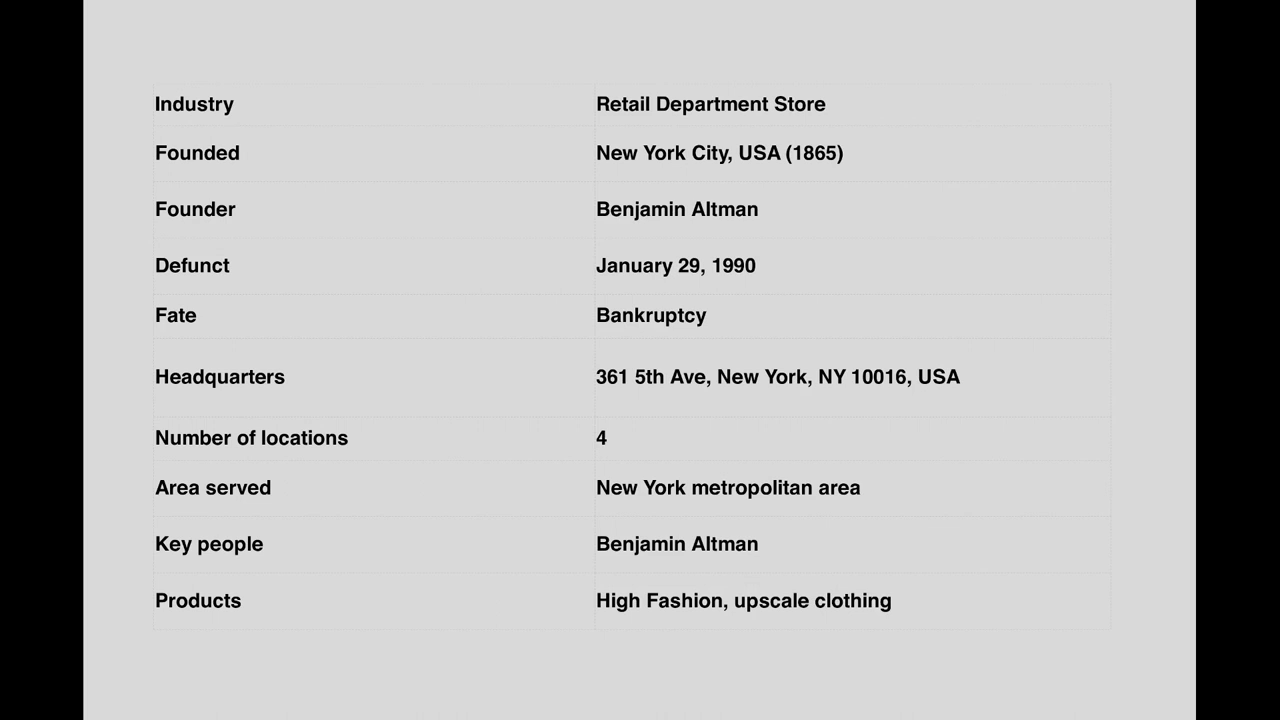 Industry Retail Department Store
Founded New York City, USA (1865)
Founder Benjamin Altman
Defunct January 29, 1990
Fate Bankruptcy
Headquarters 361 5th Ave, New York, NY 10016, USA
Number of locations 4
Area served New York metropolitan area
Key people Benjamin Altman
Products High Fashion, upscale clothing